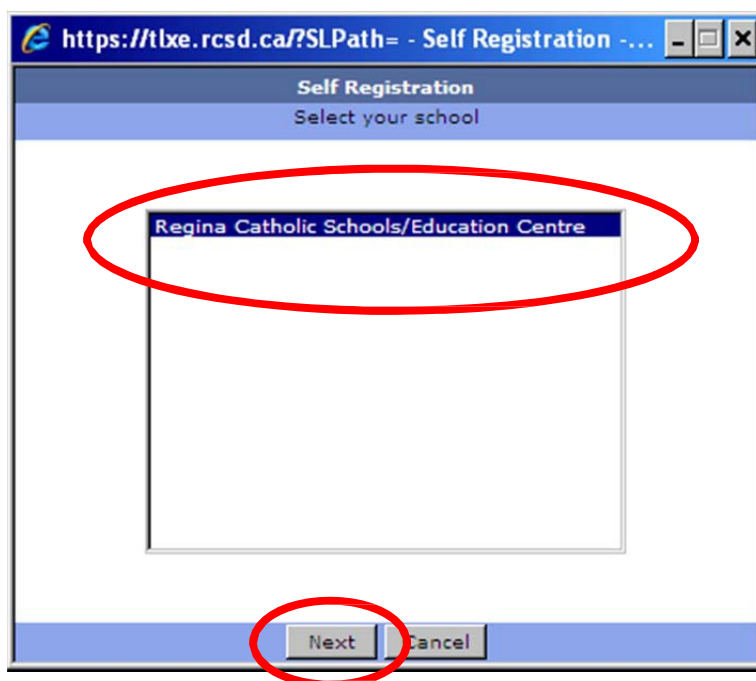 https://tlxe.rcsd.ca/?SLPath= - Self Registration -...
Self Registration
Select your school
Regina Catholic Schools/Education Centre
Next Cancel